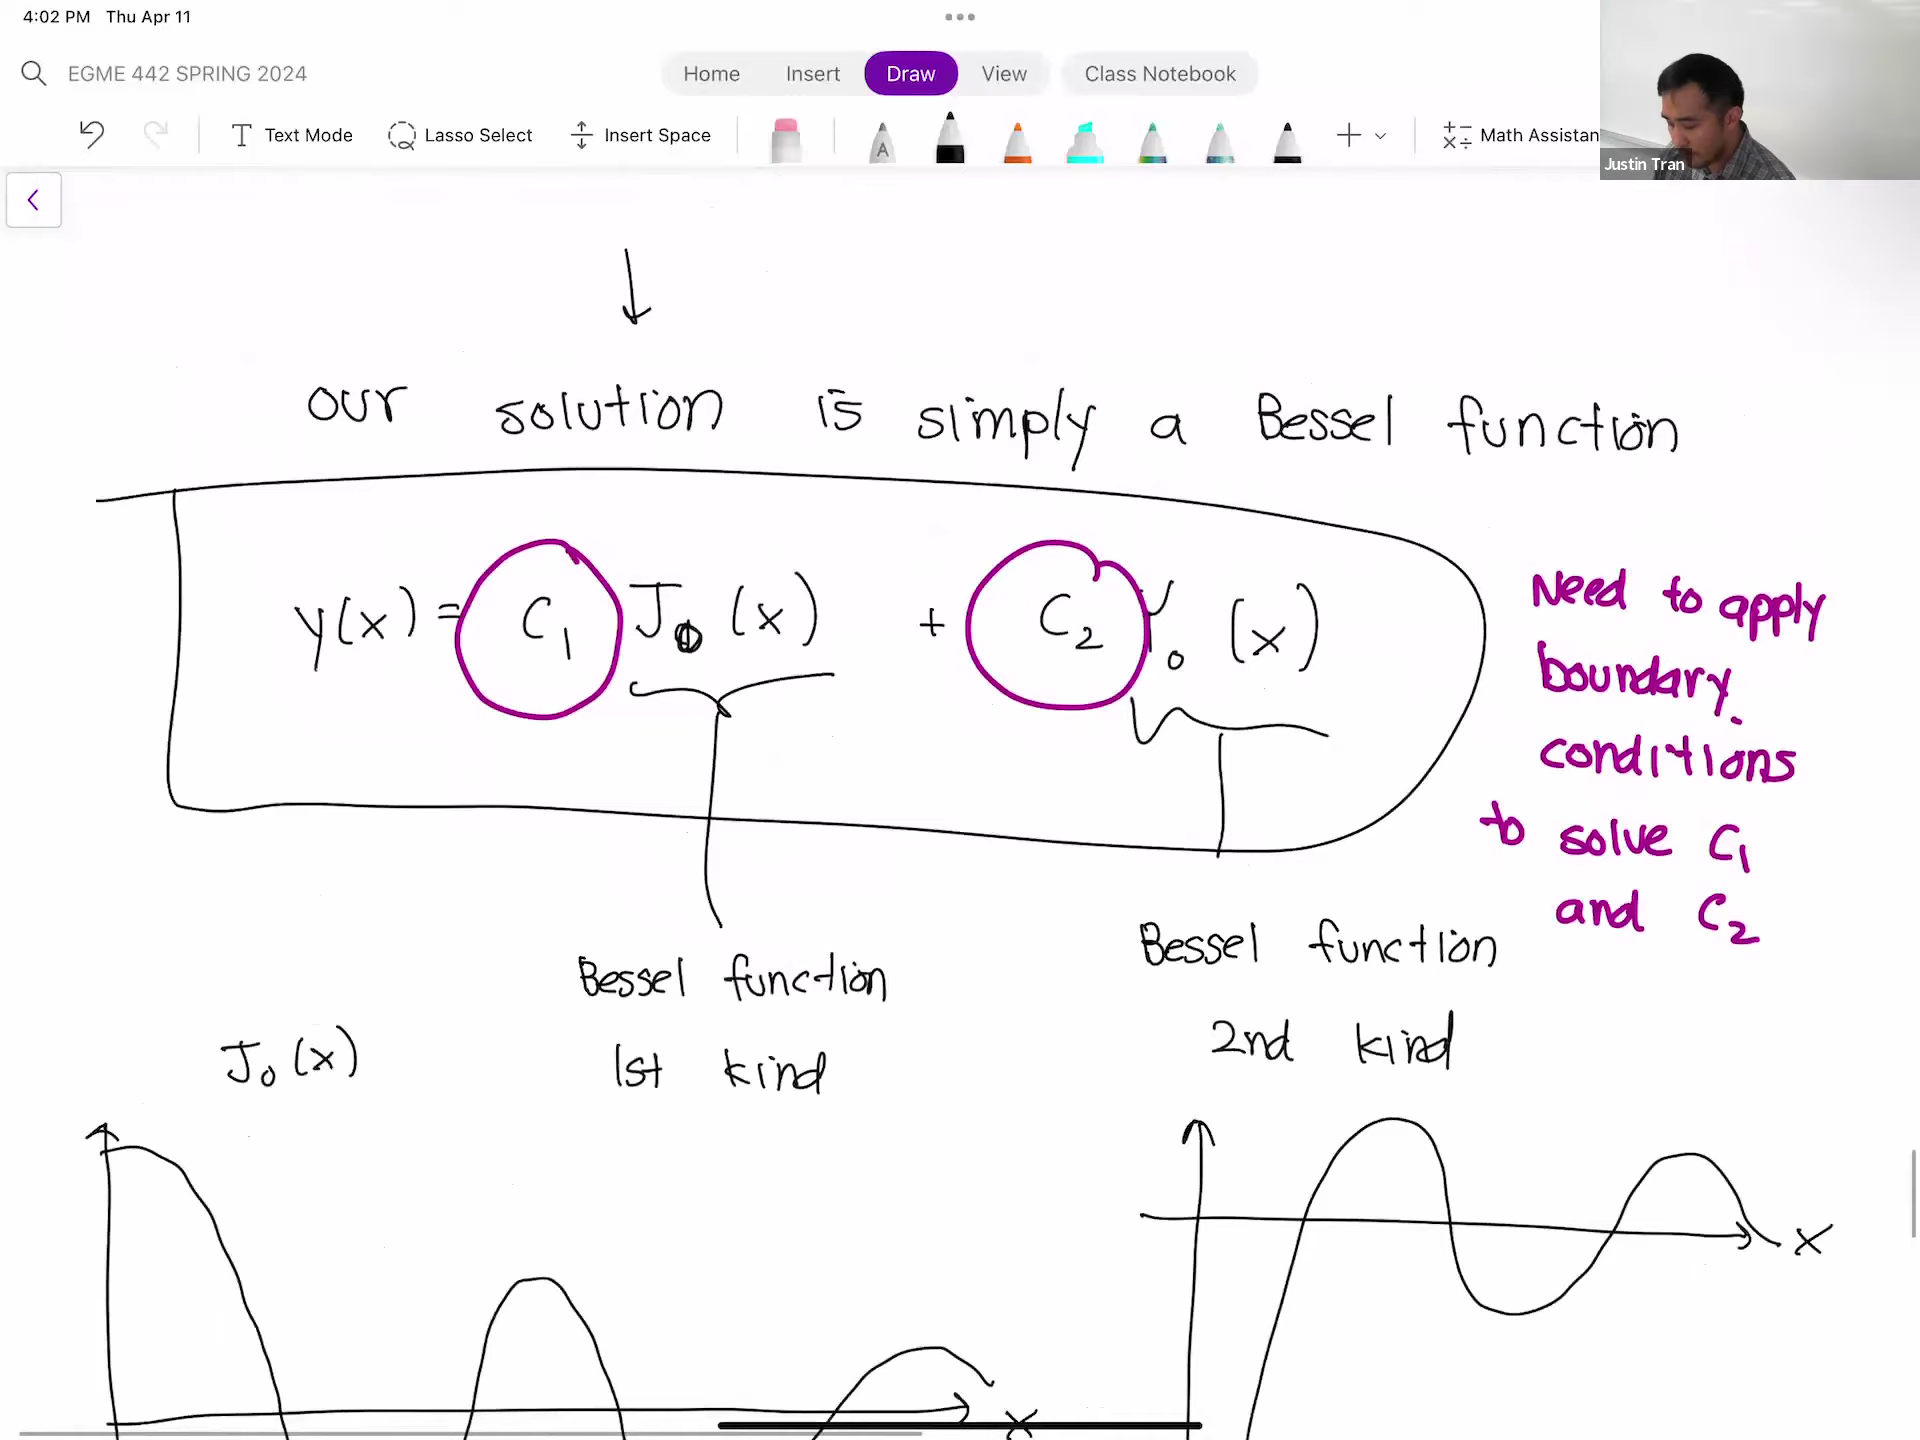 4:02 PM Thu Apr 11
EGME 442 SPRING 2024
Home Insert Draw View Class Notebook
Text Mode Lasso Select Insert Space A Math Assistan
Justin Tran
our solution is simply a Bessel function
y(x) = C₁ J₀ (x) + C₂ Y₀ (x)
Need to apply
boundary
conditions
to solve C₁
and C₂
Bessel function
1st kind
Bessel function
2nd kind
J₀ (x)
x
x